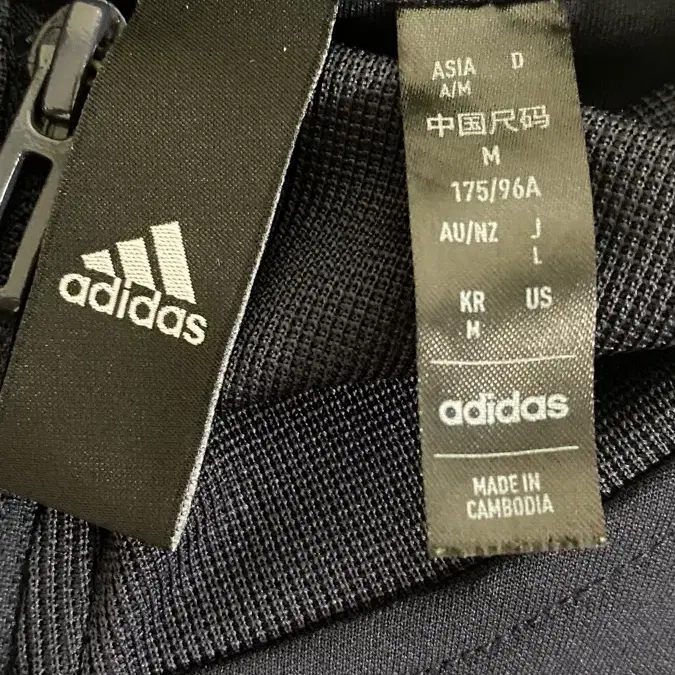 adidas
ASIA D
A/M
中国尺码
M
175/96A
AU/NZ J
L
KR US
M
adidas
MADE IN
CAMBODIA